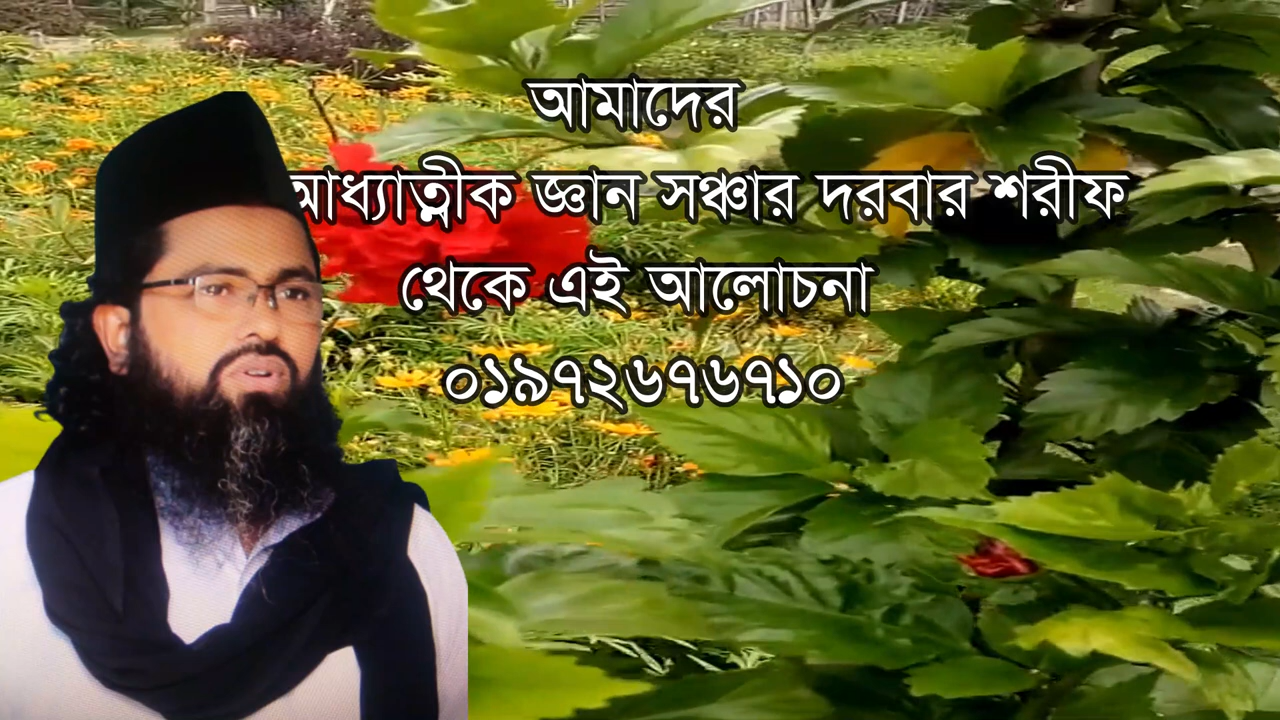 আমাদের
আধ্যাত্নীক জ্ঞান সঞ্চার দরবার শরীফ
থেকে এই আলোচনা
০১৯৭২৬৭৬৭১০